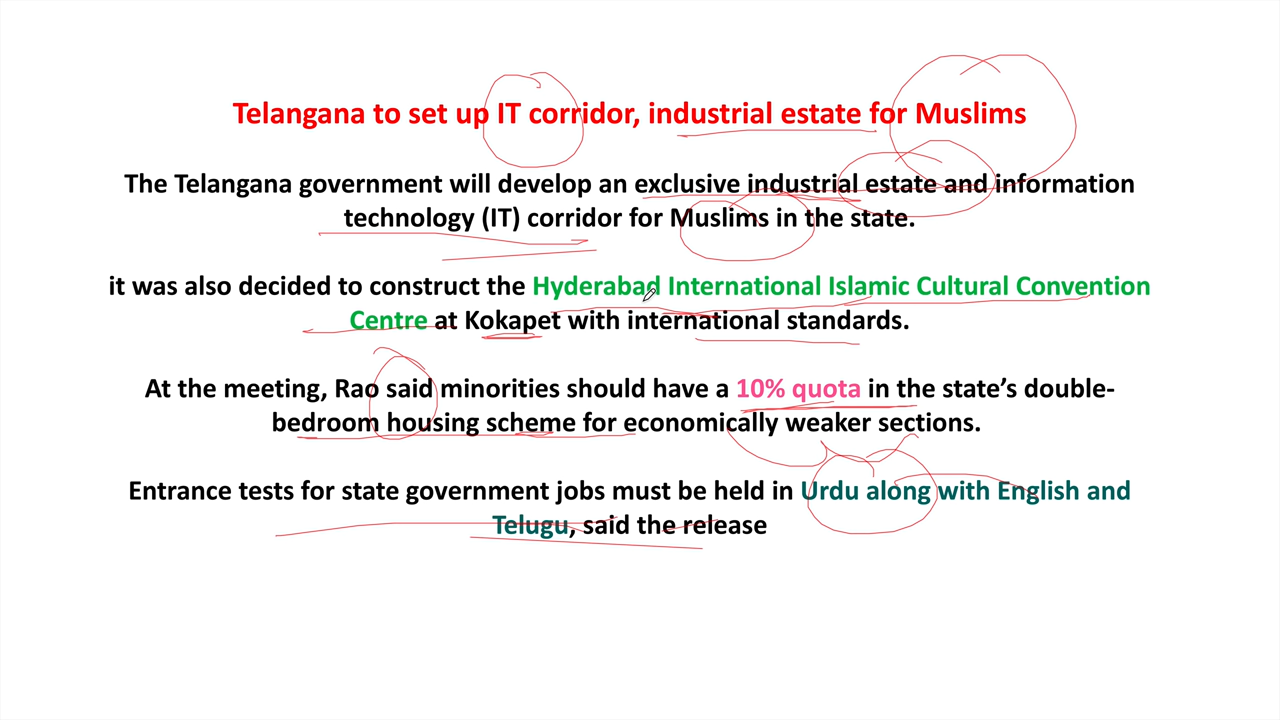 Telangana to set up IT corridor, industrial estate for Muslims
The Telangana government will develop an exclusive industrial estate and information
technology (IT) corridor for Muslims in the state.
it was also decided to construct the Hyderabad International Islamic Cultural Convention
Centre at Kokapet with international standards.
At the meeting, Rao said minorities should have a 10% quota in the state’s double-
bedroom housing scheme for economically weaker sections.
Entrance tests for state government jobs must be held in Urdu along with English and
Telugu, said the release